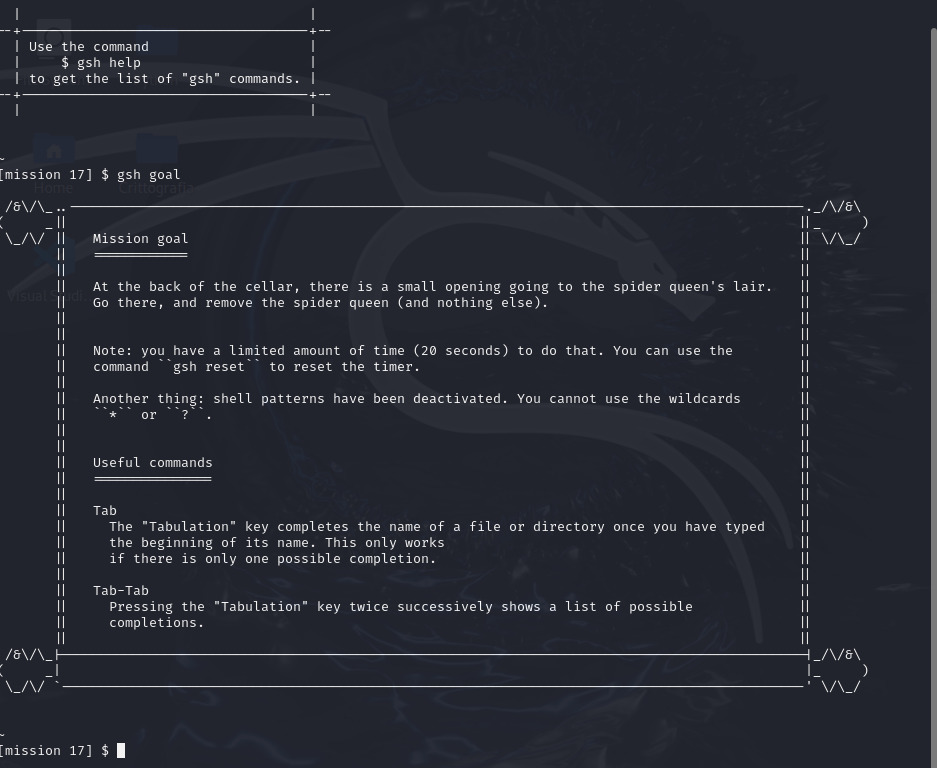 Use the command
$ gsh help
to get the list of "gsh" commands.
~
[mission 17] $ gsh goal
Mission goal
============
At the back of the cellar, there is a small opening going to the spider queen's lair.
Go there, and remove the spider queen (and nothing else).
Note: you have a limited amount of time (20 seconds) to do that. You can use the
command ``gsh reset`` to reset the timer.
Another thing: shell patterns have been deactivated. You cannot use the wildcards
``*`` or ``?``.
Useful commands
===============
Tab
The "Tabulation" key completes the name of a file or directory once you have typed
the beginning of its name. This only works
if there is only one possible completion.
Tab-Tab
Pressing the "Tabulation" key twice successively shows a list of possible
completions.
~
[mission 17] $
Home
Crittografia